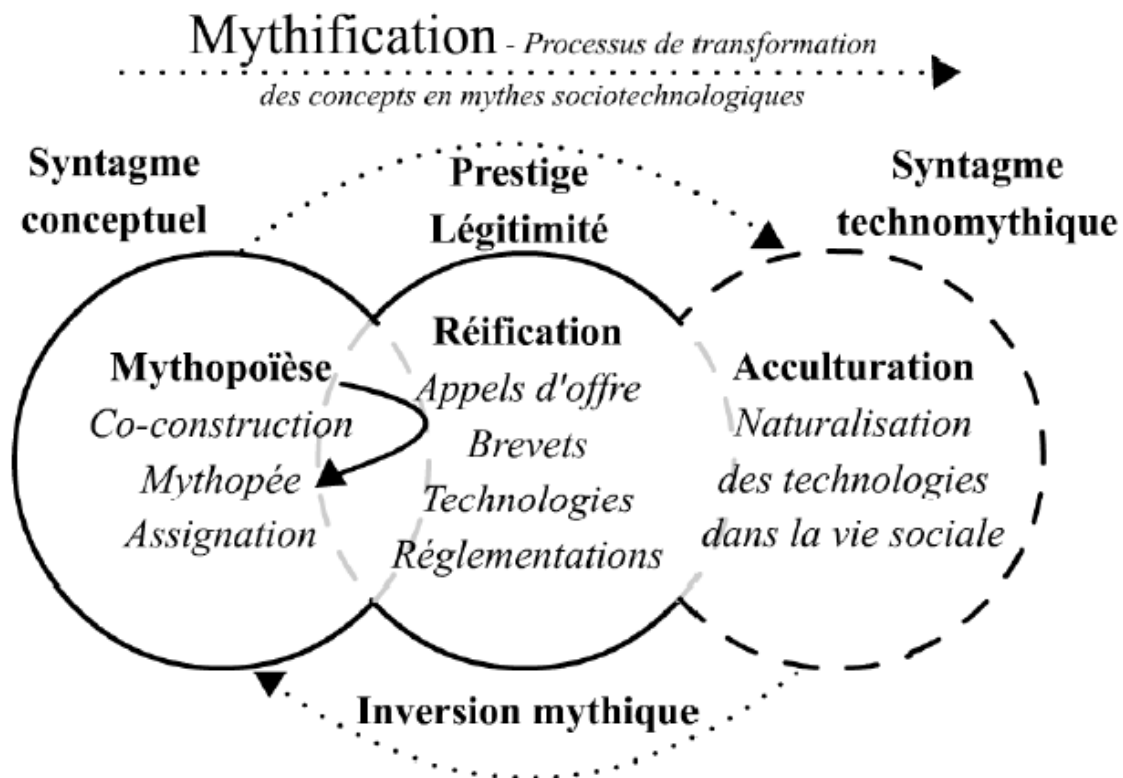 Mythification - Processus de transformation
des concepts en mythes sociotechnologiques
Syntagme
conceptuel
Prestige
Légitimité
Syntagme
technomythique
Mythopoïèse
Co-construction
Mythopée
Assignation
Réification
Appels d'offre
Brevets
Technologies
Réglementations
Acculturation
Naturalisation
des technologies
dans la vie sociale
Inversion mythique